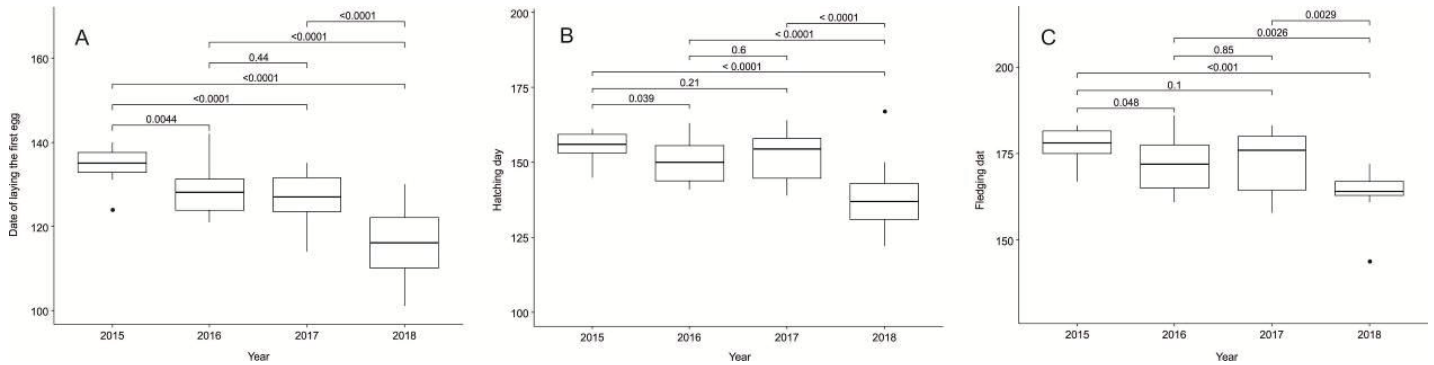 A
<0.0001
<0.0001
0.44
<0.0001
<0.0001
0.0044
160
140
120
100
Date of laying the first egg
2015 2016 2017 2018
Year
B
< 0.0001
< 0.0001
0.6
< 0.0001
0.21
0.039
200
175
150
125
100
Hatching day
2015 2016 2017 2018
Year
C
0.0029
0.0026
0.85
<0.001
0.1
0.048
200
175
150
Fledging dat
2015 2016 2017 2018
Year